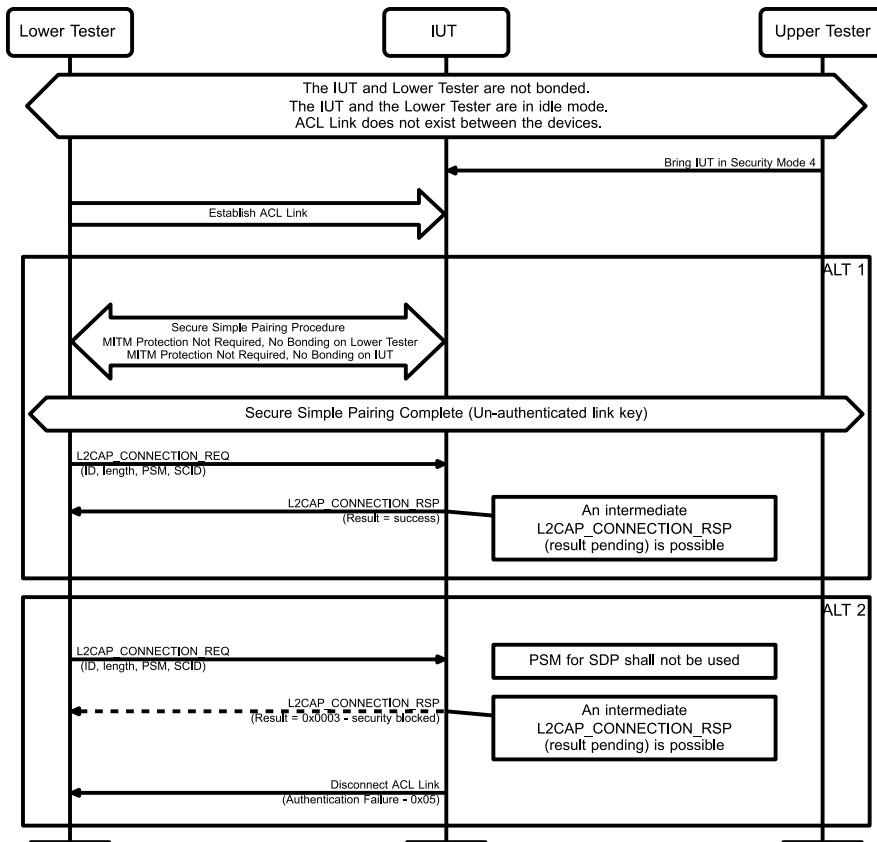 Lower Tester
IUT
Upper Tester
The IUT and Lower Tester are not bonded.
The IUT and the Lower Tester are in idle mode.
ACL Link does not exist between the devices.
Bring IUT in Security Mode 4
Establish ACL Link
ALT 1
Secure Simple Pairing Procedure
MITM Protection Not Required, No Bonding on Lower Tester
MITM Protection Not Required, No Bonding on IUT
Secure Simple Pairing Complete (Un-authenticated link key)
L2CAP_CONNECTION_REQ
(ID, length, PSM, SCID)
L2CAP_CONNECTION_RSP
(Result = success)
An intermediate
L2CAP_CONNECTION_RSP
(result pending) is possible
ALT 2
L2CAP_CONNECTION_REQ
(ID, length, PSM, SCID)
PSM for SDP shall not be used
L2CAP_CONNECTION_RSP
(Result = 0x0003 - security blocked)
An intermediate
L2CAP_CONNECTION_RSP
(result pending) is possible
Disconnect ACL Link
(Authentication Failure - 0x05)